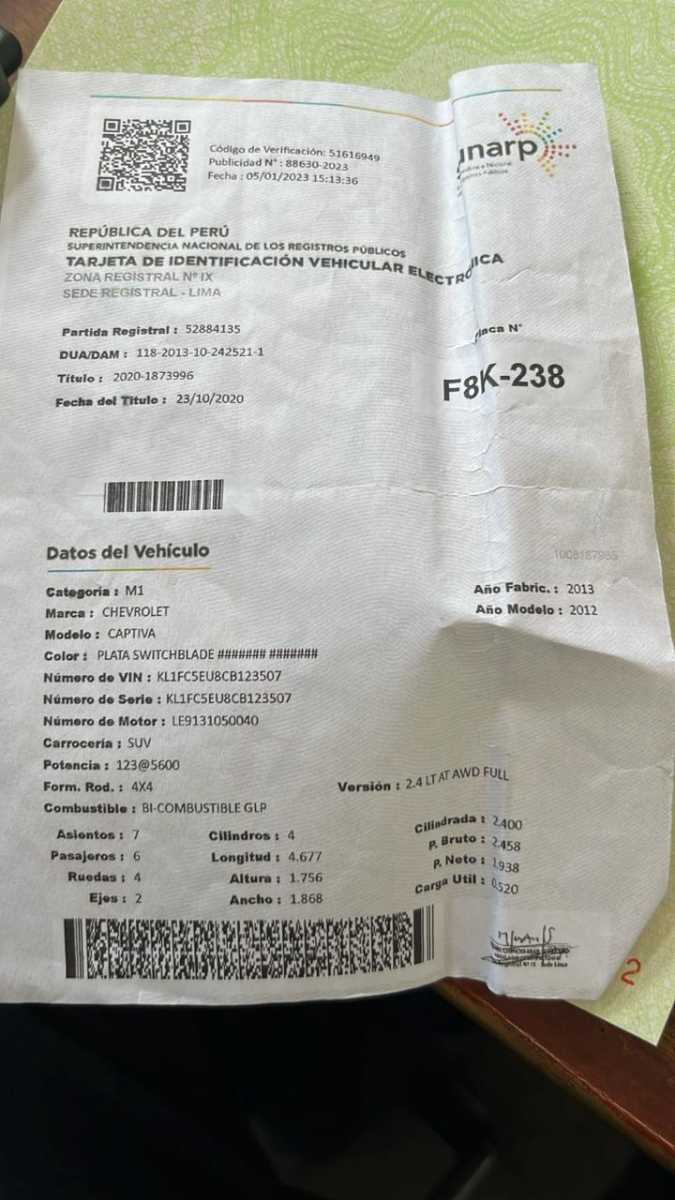 Código de Verificación: 51616949
Publicidad N° : 88630-2023
Fecha : 05/01/2023 15:13:36
unarp
REPÚBLICA DEL PERÚ
SUPERINTENDENCIA NACIONAL DE LOS REGISTROS PÚBLICOS
TARJETA DE IDENTIFICACIÓN VEHICULAR ELECTRÓNICA
ZONA REGISTRAL N° IX
SEDE REGISTRAL - LIMA
Partida Registral : 52884135
DUA/DAM : 118-2013-10-242521-1
Título : 2020-1873996
Fecha del Titulo : 23/10/2020
Placa N°
F8K-238
Datos del Vehículo
1008187955
Categoria : M1
Año Fabric. : 2013
Marca : CHEVROLET
Año Modelo : 2012
Modelo : CAPTIVA
Color : PLATA SWITCHBLADE ####### #######
Número de VIN : KL1FC5EU8CB123507
Número de Serie : KL1FC5EU8CB123507
Número de Motor : LE9131050040
Carrocería : SUV
Potencia : 123@5600
Form. Rod. : 4X4
Versión : 2.4 LT AT AWD FULL
Combustible : BI-COMBUSTIBLE GLP
Asientos : 7
Cilindros : 4
Cilindrada : 2.400
Pasajeros : 6
Longitud : 4.677
P. Bruto : 2.458
Ruedas : 4
Altura : 1.756
P. Neto : 1.938
Ejes : 2
Ancho : 1.868
Carga Util : 0.520
2